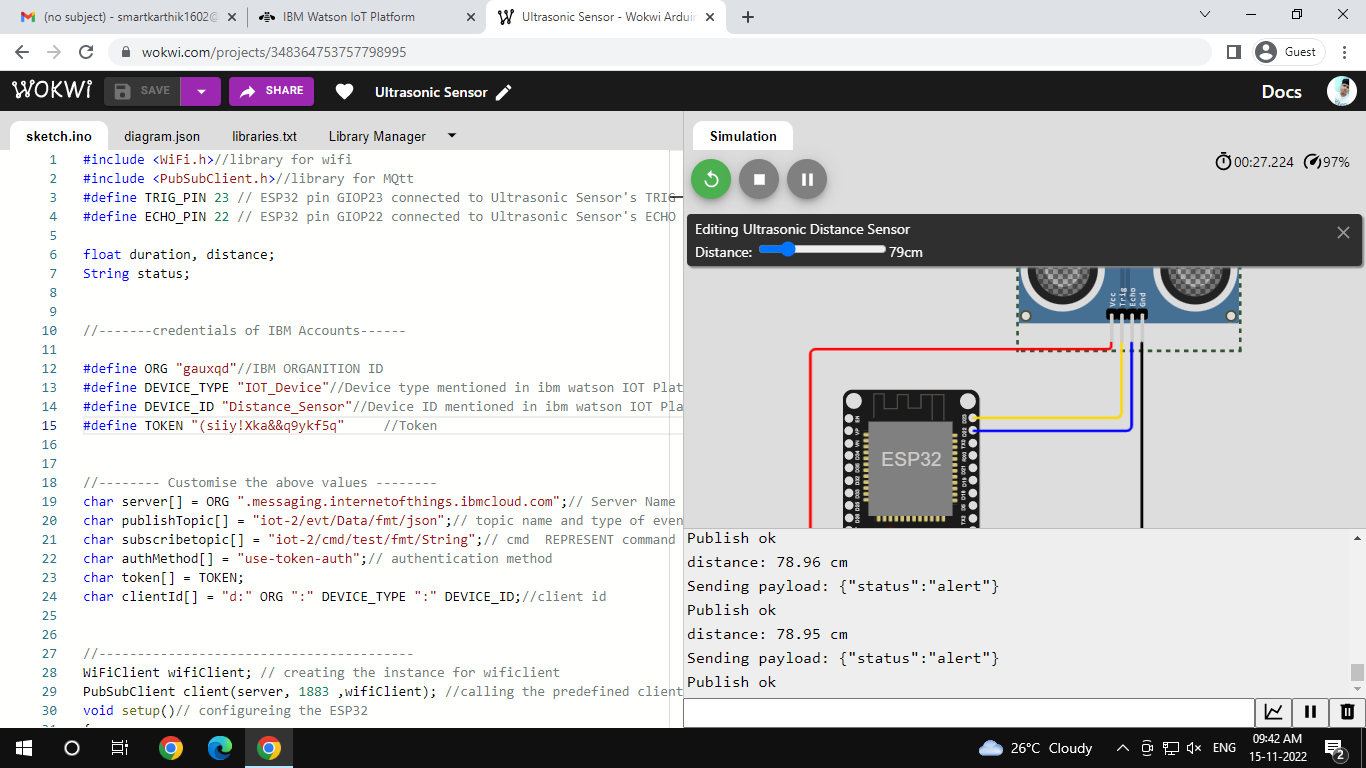 (no subject) - smartkarthik1602@
IBM Watson IoT Platform
Ultrasonic Sensor - Wokwi Arduin
wokwi.com/projects/348364753757798995
Guest
WOKWi
SAVE
SHARE
Ultrasonic Sensor
Docs
sketch.ino
diagram.json
libraries.txt
Library Manager
1 #include <WiFi.h>//library for wifi
2 #include <PubSubClient.h>//library for MQtt
3 #define TRIG_PIN 23 // ESP32 pin GIOP23 connected to Ultrasonic Sensor's TRIG
4 #define ECHO_PIN 22 // ESP32 pin GIOP22 connected to Ultrasonic Sensor's ECHO
5
6 float duration, distance;
7 String status;
8
9
10 //-------credentials of IBM Accounts------
11
12 #define ORG "gauxqd"//IBM ORGANITION ID
13 #define DEVICE_TYPE "IOT_Device"//Device type mentioned in ibm watson IOT Plat
14 #define DEVICE_ID "Distance_Sensor"//Device ID mentioned in ibm watson IOT Pla
15 #define TOKEN "(siiy!Xka&&q9ykf5q" //Token
16
17
18 //-------- Customise the above values --------
19 char server[] = ORG ".messaging.internetofthings.ibmcloud.com";// Server Name
20 char publishTopic[] = "iot-2/evt/Data/fmt/json";// topic name and type of even
21 char subscribetopic[] = "iot-2/cmd/test/fmt/String";// cmd REPRESENT command
22 char authMethod[] = "use-token-auth";// authentication method
23 char token[] = TOKEN;
24 char clientId[] = "d:" ORG ":" DEVICE_TYPE ":" DEVICE_ID;//client id
25
26
27 //-----------------------------------------
28 WiFiClient wifiClient; // creating the instance for wificlient
29 PubSubClient client(server, 1883 ,wifiClient); //calling the predefined client
30 void setup()// configureing the ESP32
Simulation
00:27.224
97%
Editing Ultrasonic Distance Sensor
Distance: 79cm
Vcc
Trig
Echo
Gnd
ESP32
Publish ok
distance: 78.96 cm
Sending payload: {"status":"alert"}
Publish ok
distance: 78.95 cm
Sending payload: {"status":"alert"}
Publish ok
26°C Cloudy
ENG
09:42 AM
15-11-2022
2